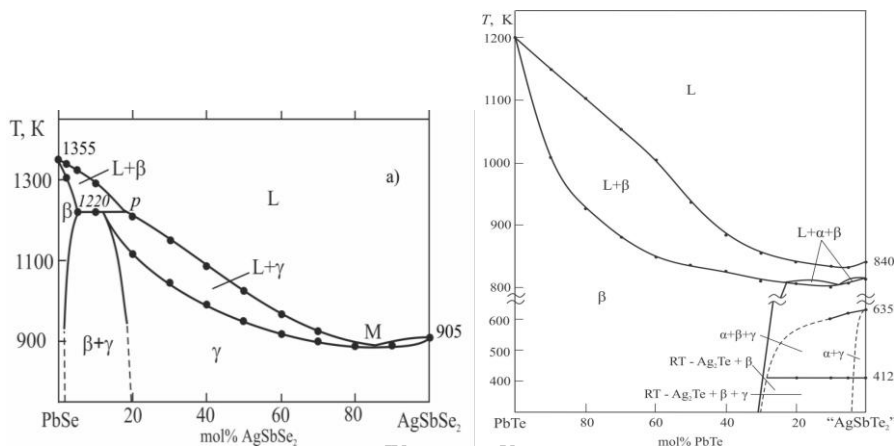 T, K
1355
1300
1100
900
L+β
a)
β
1220
p
L
L+γ
M
905
β+γ
γ
PbSe
20
40
60
80
AgSbSe₂
mol% AgSbSe₂
T, K
1200
1100
1000
900
800
600
500
400
L
L+β
L+α+β
840
β
635
α+β+γ
α+γ
RT - Ag₂Te + β
412
RT - Ag₂Te + β + γ
PbTe
80
60
40
20
“AgSbTe₂”
mol% PbTe